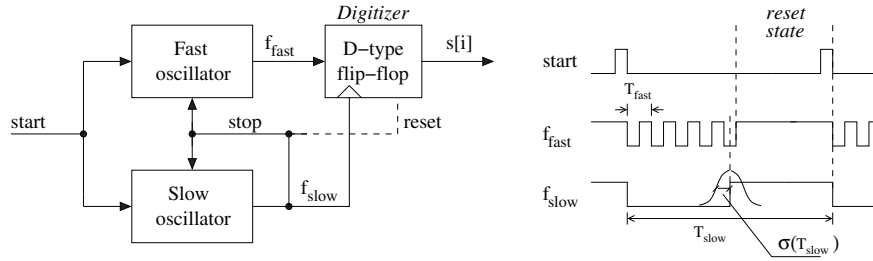 Digitizer
Fast
oscillator
f_fast
D−type
flip−flop
s[i]
start
stop
reset
Slow
oscillator
f_slow
reset
state
start
T_fast
f_fast
f_slow
T_slow
σ(T_slow)